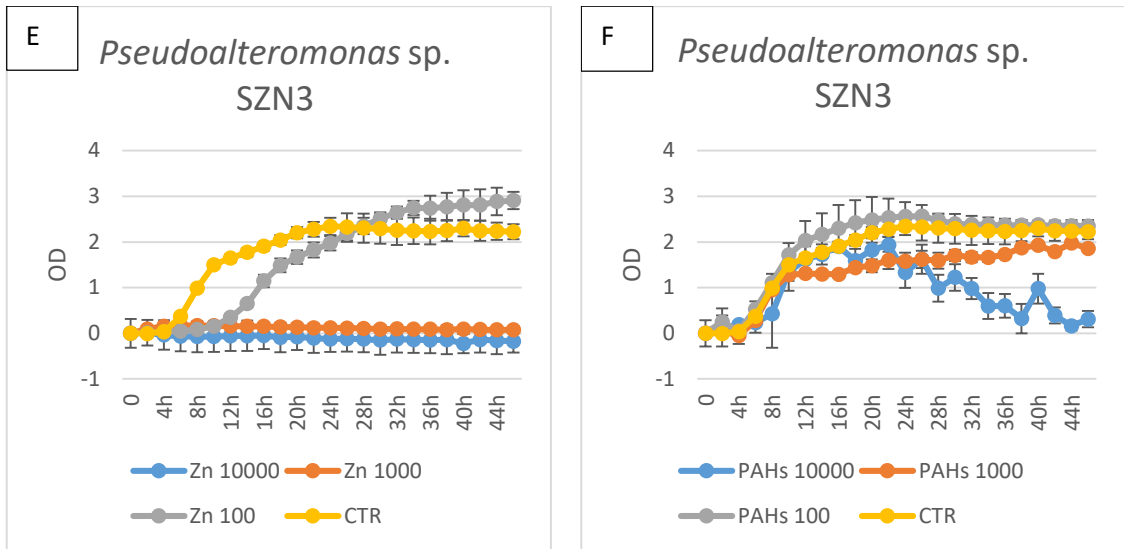 E
Pseudoalteromonas sp.
SZN3
4
3
2
1
0
-1
OD
0
4h
8h
12h
16h
20h
24h
28h
32h
36h
40h
44h
Zn 10000
Zn 1000
Zn 100
CTR
F
Pseudoalteromonas sp.
SZN3
4
3
2
1
0
-1
OD
0
4h
8h
12h
16h
20h
24h
28h
32h
36h
40h
44h
PAHs 10000
PAHs 1000
PAHs 100
CTR